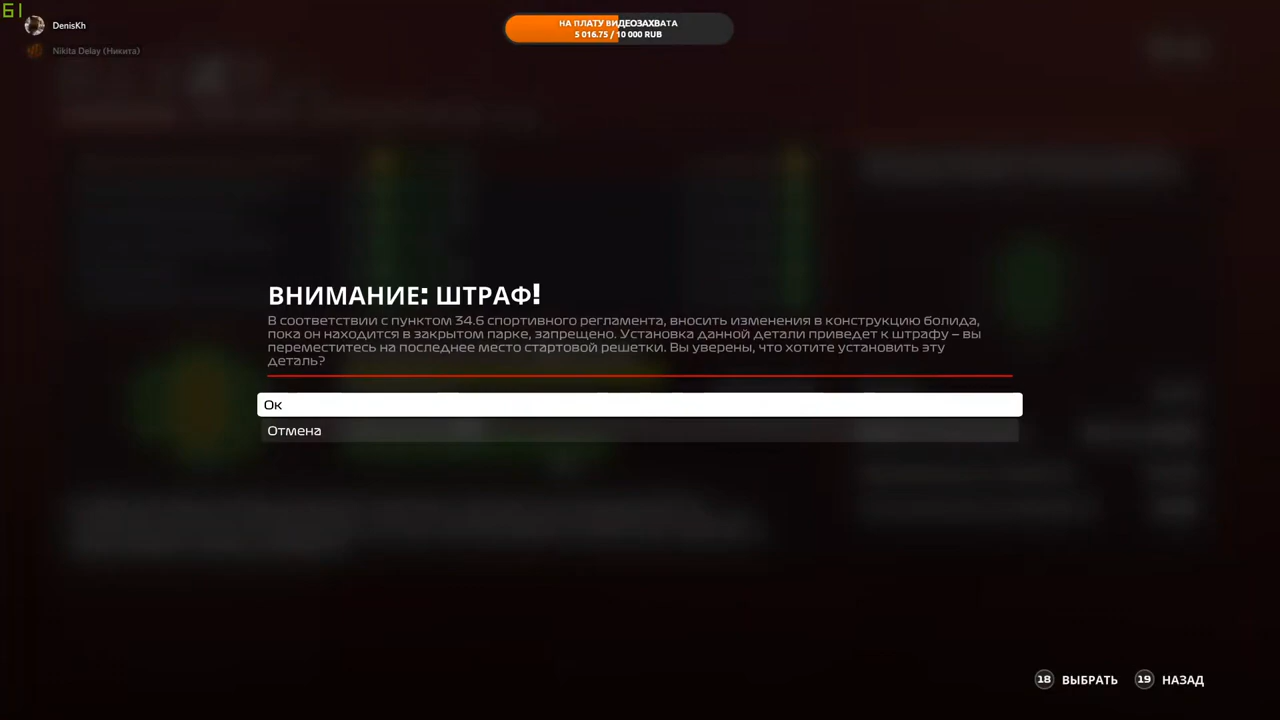 61
DenisKh
Nikita Delay (Никита)
НА ПЛАТУ ВИДЕОЗАХВАТА
5 016.75 / 10 000 RUB
ВНИМАНИЕ: ШТРАФ!
В соответствии с пунктом 34.6 спортивного регламента, вносить изменения в конструкцию болида,
пока он находится в закрытом парке, запрещено. Установка данной детали приведет к штрафу – вы
переместитесь на последнее место стартовой решетки. Вы уверены, что хотите установить эту
деталь?
Ок
Отмена
18 ВЫБРАТЬ 19 НАЗАД